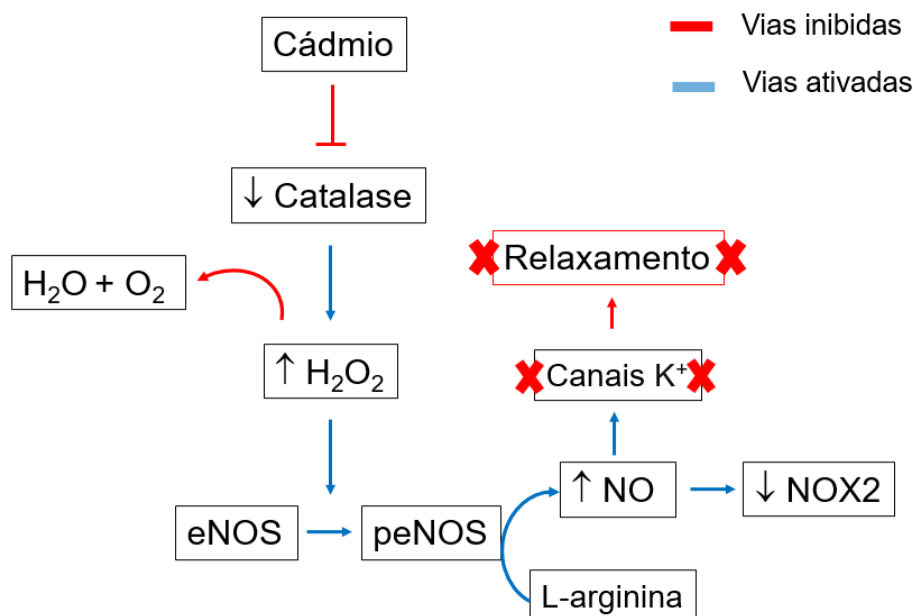 Cádmio
Vias inibidas
Vias ativadas
↓ Catalase
Relaxamento
H₂O + O₂
↑ H₂O₂
Canais K⁺
↑ NO
↓ NOX2
eNOS
peNOS
L-arginina